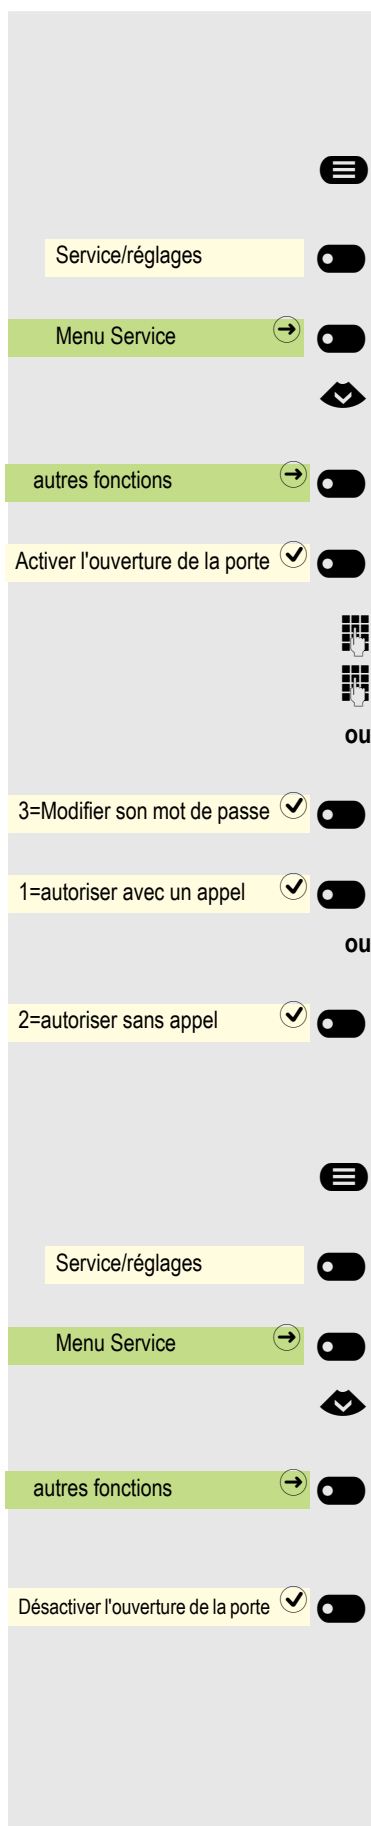 Service/réglages
Menu Service
autres fonctions
Activer l'ouverture de la porte
ou
3=Modifier son mot de passe
1=autoriser avec un appel
ou
2=autoriser sans appel
Service/réglages
Menu Service
autres fonctions
Désactiver l'ouverture de la porte